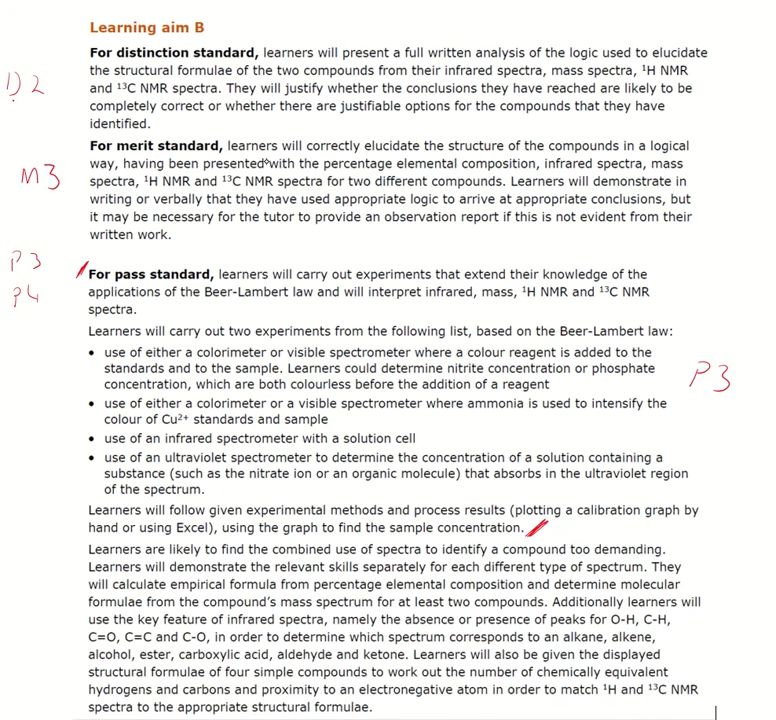 Learning aim B
For distinction standard, learners will present a full written analysis of the logic used to elucidate
the structural formulae of the two compounds from their infrared spectra, mass spectra, ¹H NMR
and ¹³C NMR spectra. They will justify whether the conclusions they have reached are likely to be
completely correct or whether there are justifiable options for the compounds that they have
identified.
D2
For merit standard, learners will correctly elucidate the structure of the compounds in a logical
way, having been presented with the percentage elemental composition, infrared spectra, mass
spectra, ¹H NMR and ¹³C NMR spectra for two different compounds. Learners will demonstrate in
writing or verbally that they have used appropriate logic to arrive at appropriate conclusions, but
it may be necessary for the tutor to provide an observation report if this is not evident from their
written work.
M3
P3
P4
For pass standard, learners will carry out experiments that extend their knowledge of the
applications of the Beer-Lambert law and will interpret infrared, mass, ¹H NMR and ¹³C NMR
spectra.
Learners will carry out two experiments from the following list, based on the Beer-Lambert law:
• use of either a colorimeter or visible spectrometer where a colour reagent is added to the
standards and to the sample. Learners could determine nitrite concentration or phosphate
concentration, which are both colourless before the addition of a reagent
P3
• use of either a colorimeter or a visible spectrometer where ammonia is used to intensify the
colour of Cu²⁺ standards and sample
• use of an infrared spectrometer with a solution cell
• use of an ultraviolet spectrometer to determine the concentration of a solution containing a
substance (such as the nitrate ion or an organic molecule) that absorbs in the ultraviolet region
of the spectrum.
Learners will follow given experimental methods and process results (plotting a calibration graph by
hand or using Excel), using the graph to find the sample concentration.
Learners are likely to find the combined use of spectra to identify a compound too demanding.
Learners will demonstrate the relevant skills separately for each different type of spectrum. They
will calculate empirical formula from percentage elemental composition and determine molecular
formulae from the compound's mass spectrum for at least two compounds. Additionally learners will
use the key feature of infrared spectra, namely the absence or presence of peaks for O-H, C-H,
C=O, C=C and C-O, in order to determine which spectrum corresponds to an alkane, alkene,
alcohol, ester, carboxylic acid, aldehyde and ketone. Learners will also be given the displayed
structural formulae of four simple compounds to work out the number of chemically equivalent
hydrogens and carbons and proximity to an electronegative atom in order to match ¹H and ¹³C NMR
spectra to the appropriate structural formulae.